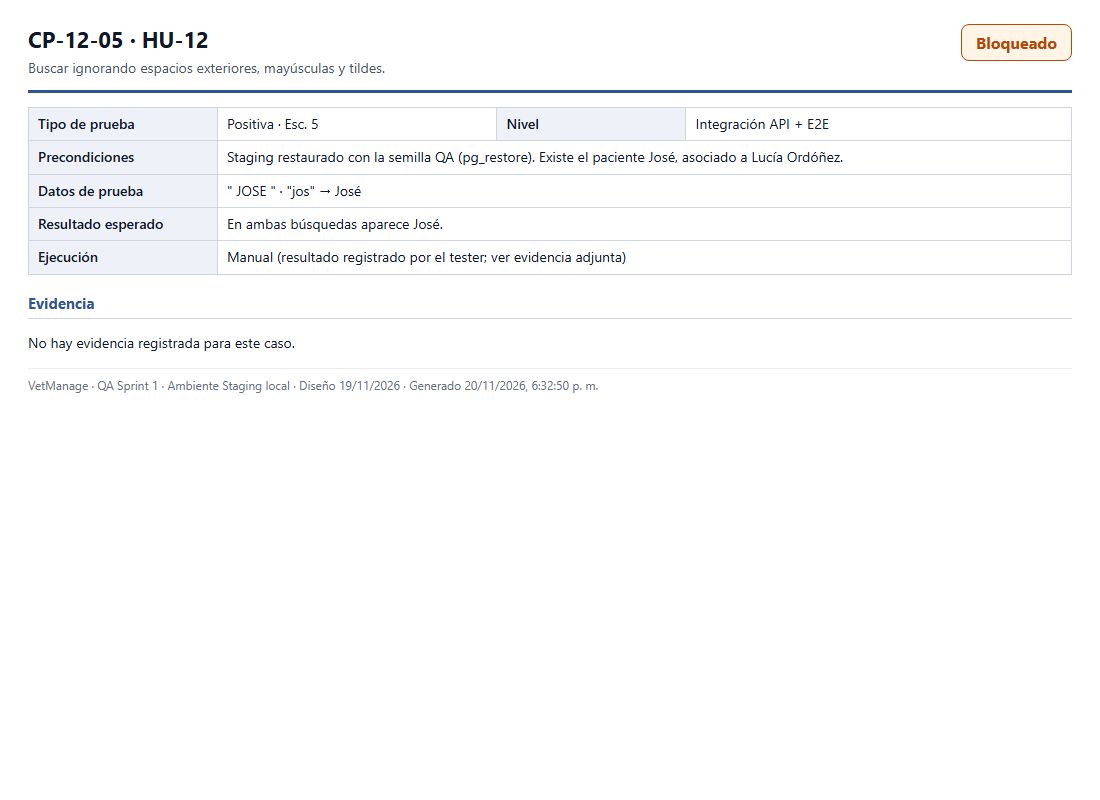 CP-12-05 · HU-12
Bloqueado
Buscar ignorando espacios exteriores, mayúsculas y tildes.
Tipo de prueba Positiva · Esc. 5 Nivel Integración API + E2E
Precondiciones Staging restaurado con la semilla QA (pg_restore). Existe el paciente José, asociado a Lucía Ordóñez.
Datos de prueba " JOSE " · "jos" → José
Resultado esperado En ambas búsquedas aparece José.
Ejecución Manual (resultado registrado por el tester; ver evidencia adjunta)
Evidencia
No hay evidencia registrada para este caso.
VetManage · QA Sprint 1 · Ambiente Staging local · Diseño 19/11/2026 · Generado 20/11/2026, 6:32:50 p. m.